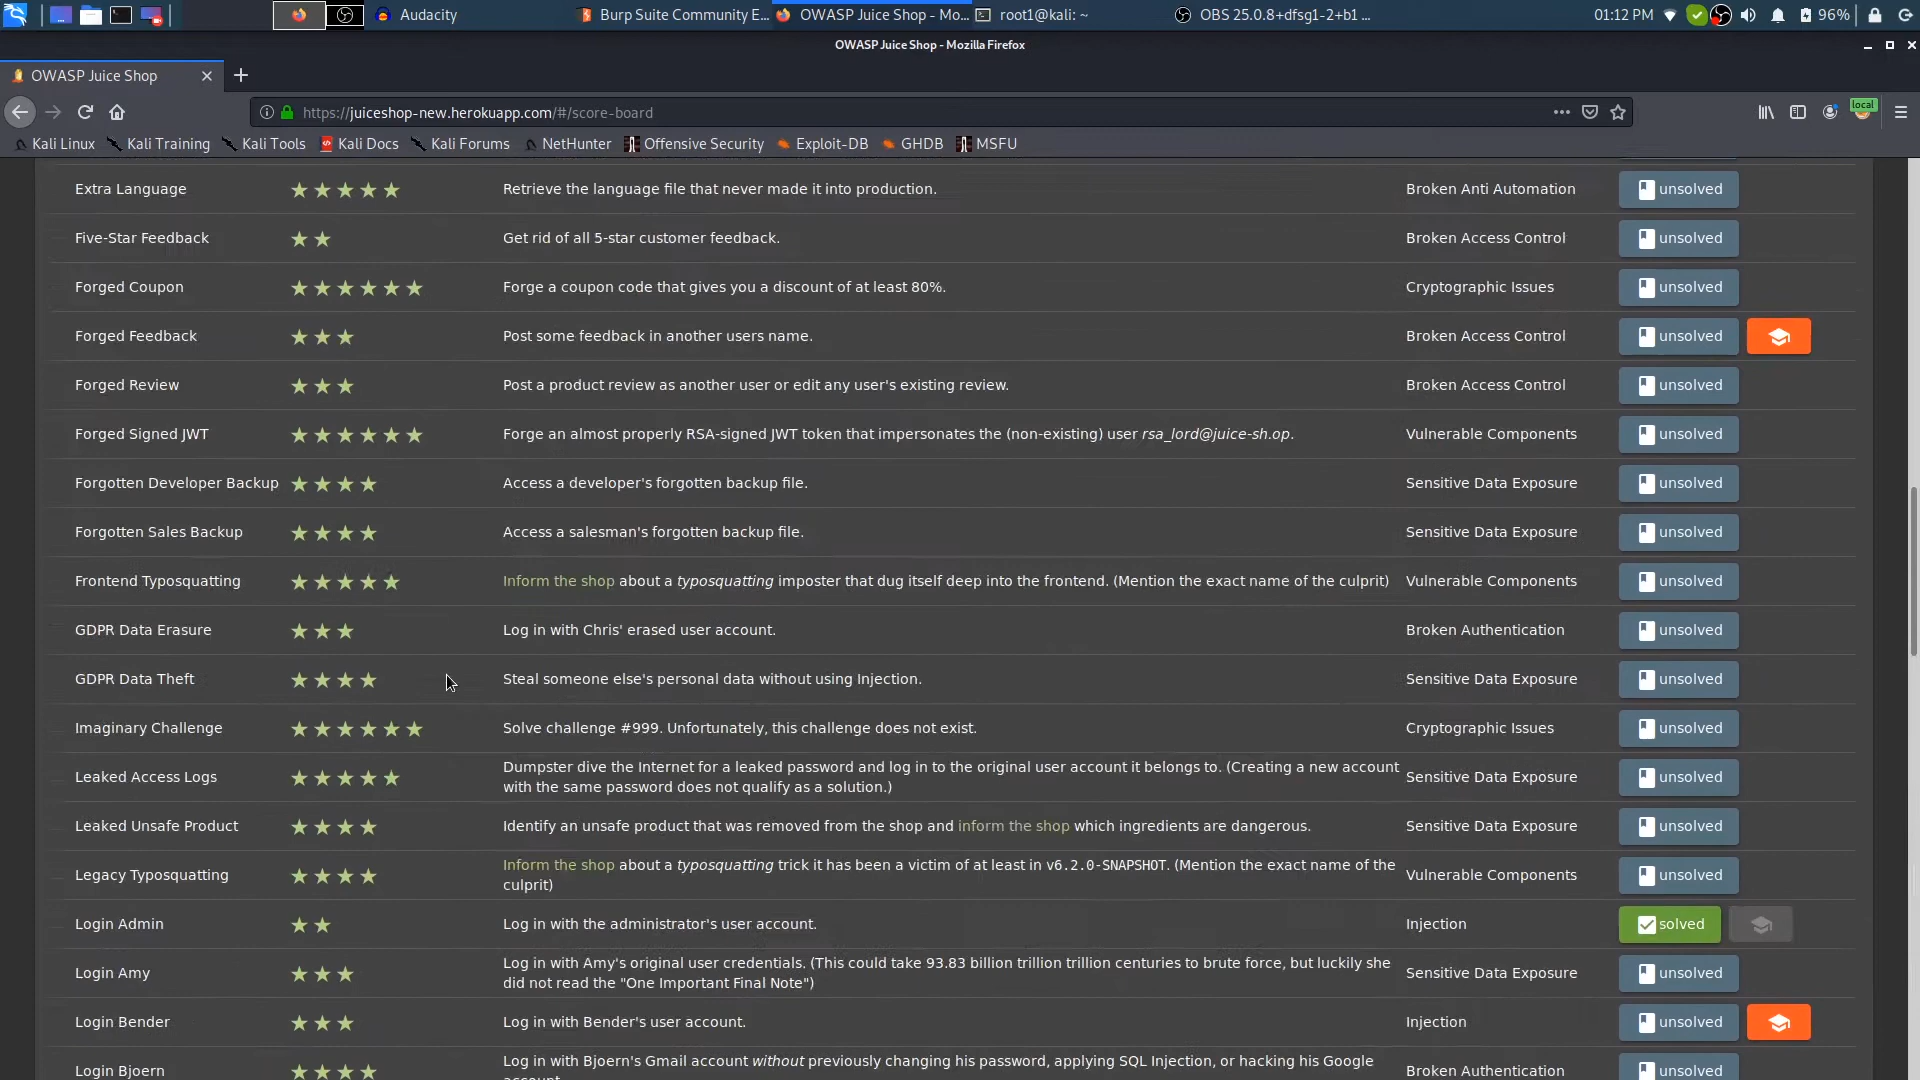 Audacity
Burp Suite Community E...
OWASP Juice Shop - Mo...
root1@kali: ~
OBS 25.0.8+dfsg1-2+b1 ...
01:12 PM
96%
OWASP Juice Shop - Mozilla Firefox
OWASP Juice Shop
https://juiceshop-new.herokuapp.com/#/score-board
local
Kali Linux Kali Training Kali Tools Kali Docs Kali Forums NetHunter Offensive Security Exploit-DB GHDB MSFU
Extra Language Retrieve the language file that never made it into production. Broken Anti Automation unsolved
Five-Star Feedback Get rid of all 5-star customer feedback. Broken Access Control unsolved
Forged Coupon Forge a coupon code that gives you a discount of at least 80%. Cryptographic Issues unsolved
Forged Feedback Post some feedback in another users name. Broken Access Control unsolved
Forged Review Post a product review as another user or edit any user's existing review. Broken Access Control unsolved
Forged Signed JWT Forge an almost properly RSA-signed JWT token that impersonates the (non-existing) user rsa_lord@juice-sh.op. Vulnerable Components unsolved
Forgotten Developer Backup Access a developer's forgotten backup file. Sensitive Data Exposure unsolved
Forgotten Sales Backup Access a salesman's forgotten backup file. Sensitive Data Exposure unsolved
Frontend Typosquatting Inform the shop about a typosquatting imposter that dug itself deep into the frontend. (Mention the exact name of the culprit) Vulnerable Components unsolved
GDPR Data Erasure Log in with Chris' erased user account. Broken Authentication unsolved
GDPR Data Theft Steal someone else's personal data without using Injection. Sensitive Data Exposure unsolved
Imaginary Challenge Solve challenge #999. Unfortunately, this challenge does not exist. Cryptographic Issues unsolved
Leaked Access Logs Dumpster dive the Internet for a leaked password and log in to the original user account it belongs to. (Creating a new account
with the same password does not qualify as a solution.) Sensitive Data Exposure unsolved
Leaked Unsafe Product Identify an unsafe product that was removed from the shop and inform the shop which ingredients are dangerous. Sensitive Data Exposure unsolved
Legacy Typosquatting Inform the shop about a typosquatting trick it has been a victim of at least in v6.2.0-SNAPSHOT. (Mention the exact name of the
culprit) Vulnerable Components unsolved
Login Admin Log in with the administrator's user account. Injection solved
Login Amy Log in with Amy's original user credentials. (This could take 93.83 billion trillion trillion centuries to brute force, but luckily she
did not read the "One Important Final Note") Sensitive Data Exposure unsolved
Login Bender Log in with Bender's user account. Injection unsolved
Login Bjoern Log in with Bjoern's Gmail account without previously changing his password, applying SQL Injection, or hacking his Google
Broken Authentication unsolved